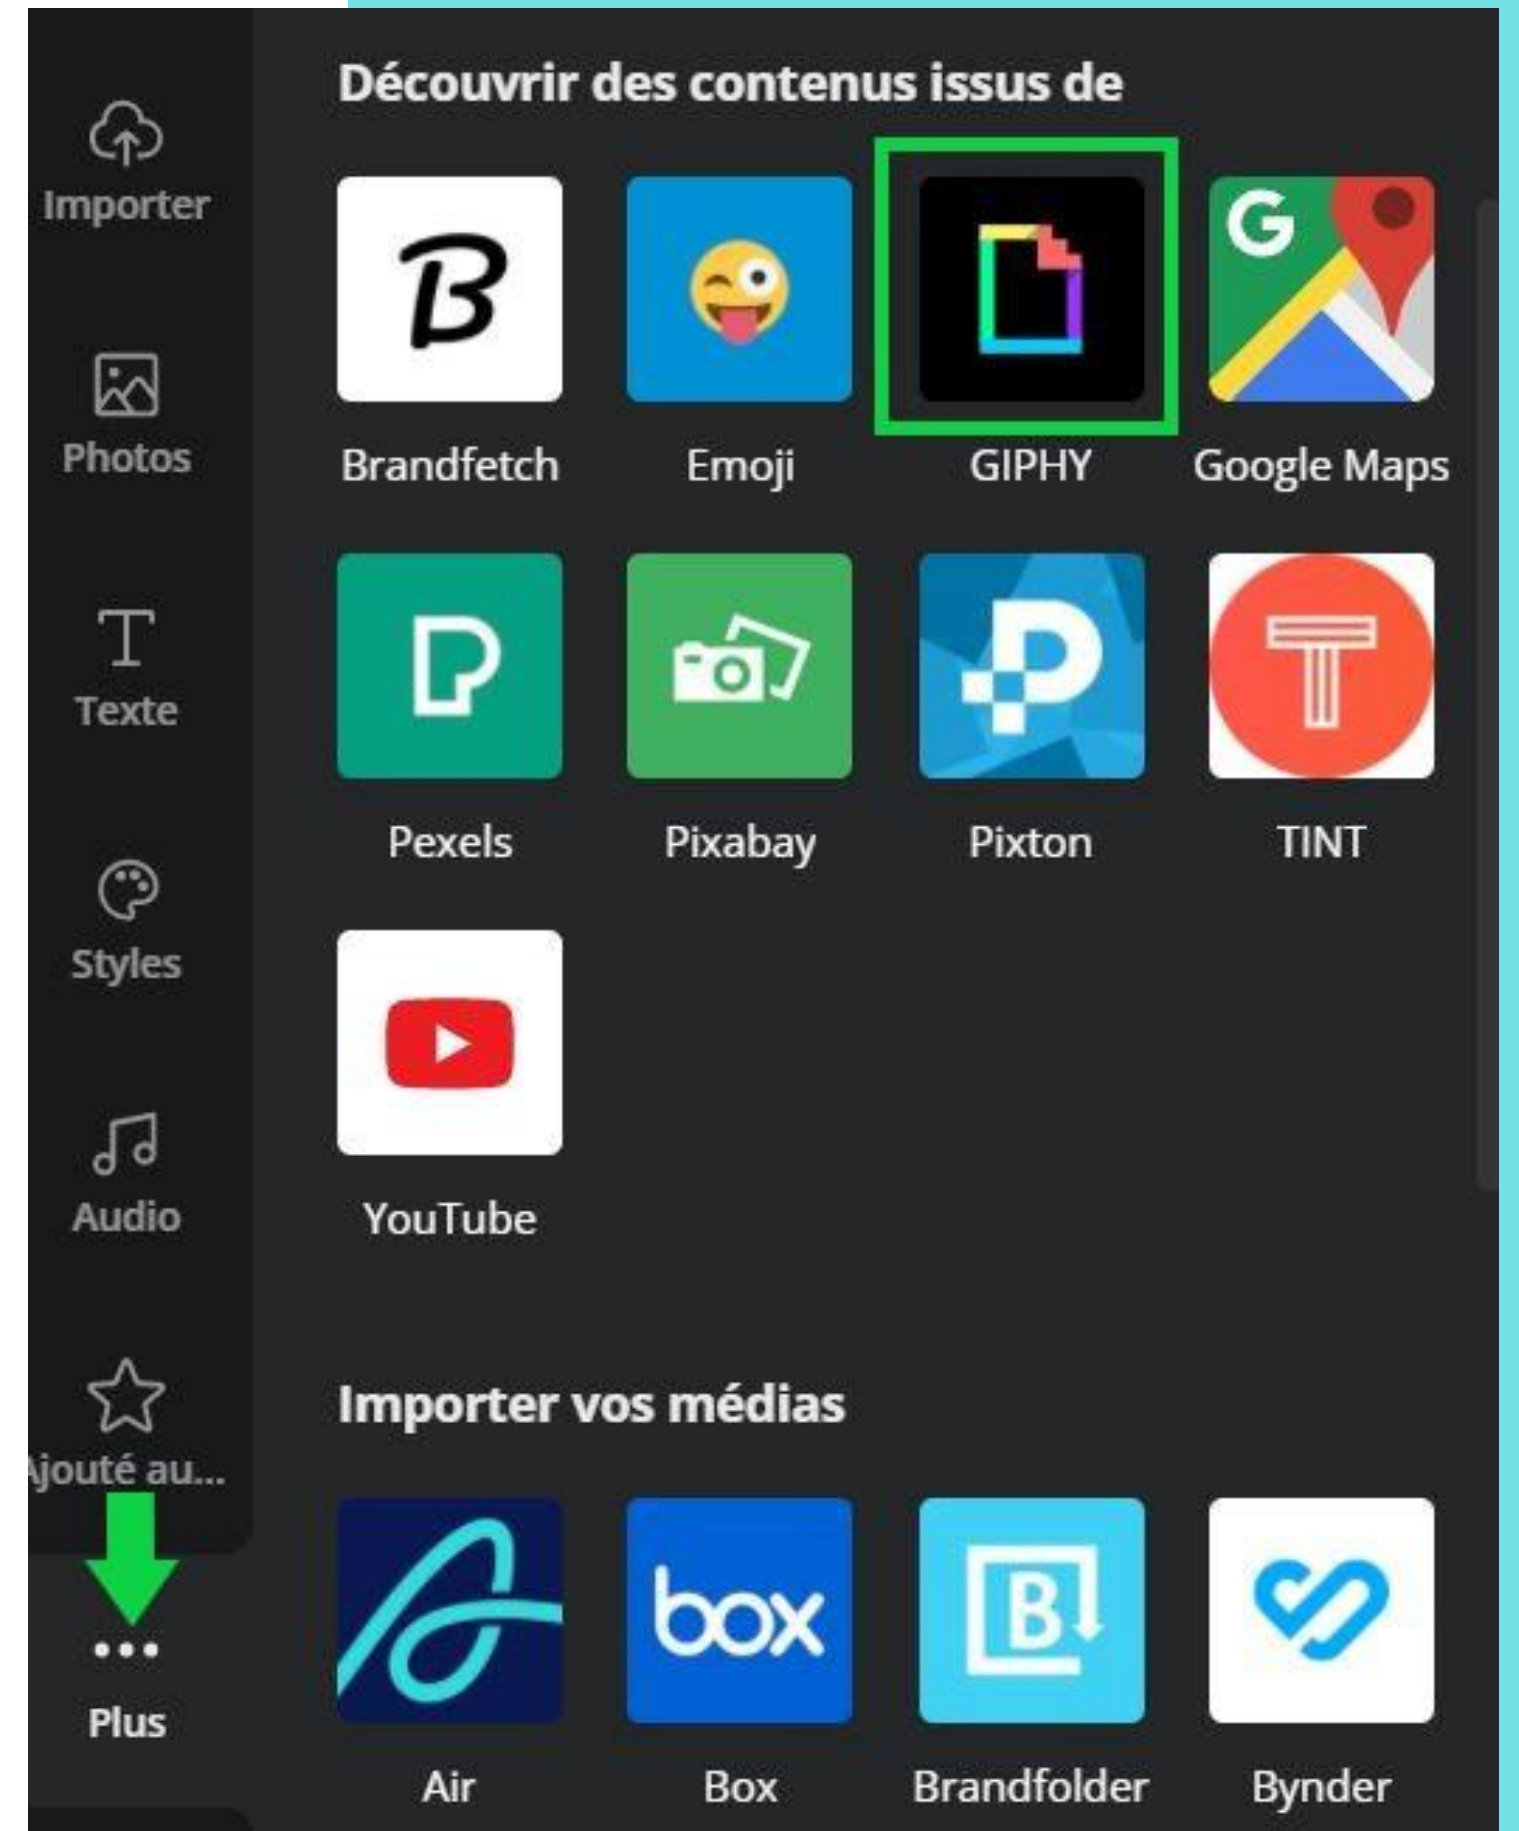 Importer
Photos
Texte
Styles
Audio
Ajouté au...
Plus
Découvrir des contenus issus de
B
G
Brandfetch Emoji GIPHY Google Maps
Pexels Pixabay Pixton TINT
YouTube
Importer vos médias
box
B
Air Box Brandfolder Bynder